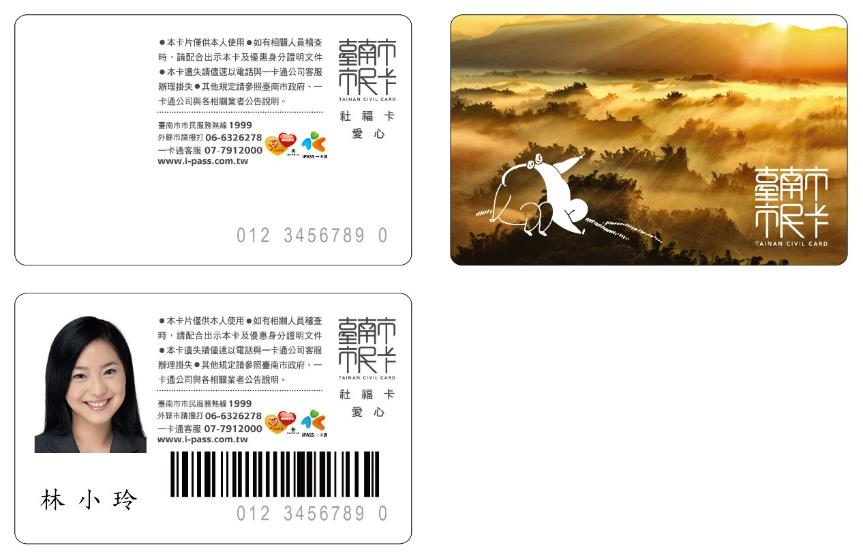 ●本卡片僅供本人使用●如有相關人員稽查
時，請配合出示本卡及優惠身分證明文件
●本卡遺失請儘速以電話與一卡通公司客服
辦理掛失●其他規定請參照臺南市政府、一
卡通公司與各相關業者公告說明。
臺南市
市民卡
TAINAN CIVIL CARD
社福卡
愛心
臺南市市民服務熱線 1999
外縣市請撥打 06-6326278
一卡通客服 07-7912000
www.i-pass.com.tw
iPASS 一卡通
012 3456789 0
臺南市
市民卡
TAINAN CIVIL CARD
●本卡片僅供本人使用●如有相關人員稽查
時，請配合出示本卡及優惠身分證明文件
●本卡遺失請儘速以電話與一卡通公司客服
辦理掛失●其他規定請參照臺南市政府、一
卡通公司與各相關業者公告說明。
臺南市
市民卡
TAINAN CIVIL CARD
社福卡
愛心
臺南市市民服務熱線 1999
外縣市請撥打 06-6326278
一卡通客服 07-7912000
www.i-pass.com.tw
iPASS 一卡通
林小玲
012 3456789 0